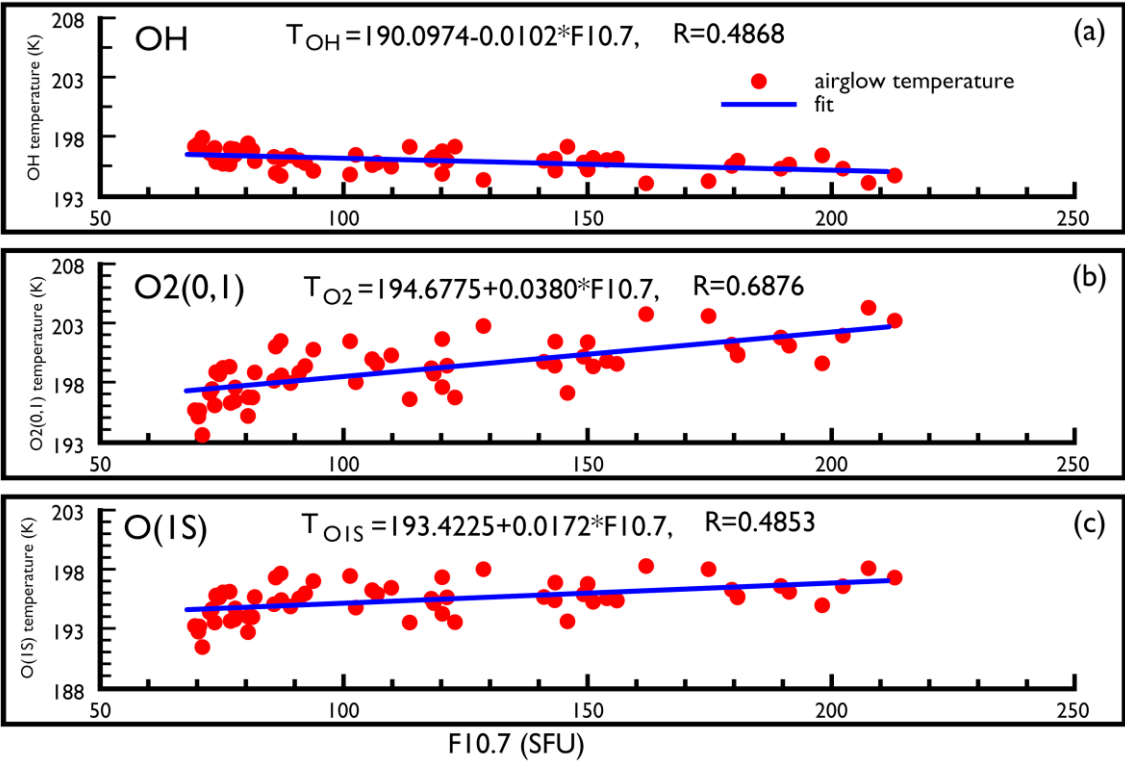 208
203
198
193
OH temperature (K)
OH
T OH =190.0974-0.0102*F10.7, R=0.4868
(a)
airglow temperature
fit
50 100 150 200 250
208
203
198
193
O2(0,1) temperature (K)
O2(0,1)
T O2 =194.6775+0.0380*F10.7, R=0.6876
(b)
50 100 150 200 250
203
198
193
188
O(1S) temperature (K)
O(1S)
T O1S =193.4225+0.0172*F10.7, R=0.4853
(c)
50 100 150 200 250
F10.7 (SFU)